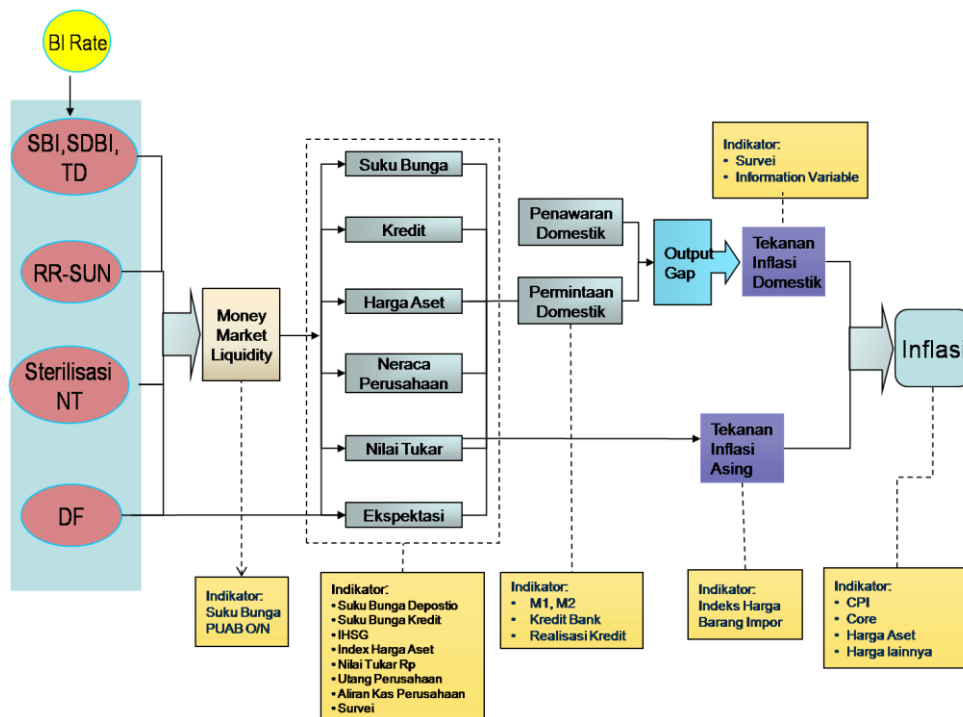 BI Rate
SBI,SDBI,
TD
RR-SUN
Sterilisasi
NT
DF
Money
Market
Liquidity
Indikator:
Suku Bunga
PUAB O/N
Suku Bunga
Kredit
Harga Aset
Neraca
Perusahaan
Nilai Tukar
Ekspektasi
Indikator:
• Suku Bunga Depostio
• Suku Bunga Kredit
• IHSG
• Index Harga Aset
• Nilai Tukar Rp
• Utang Perusahaan
• Aliran Kas Perusahaan
• Survei
Penawaran
Domestik
Permintaan
Domestik
Indikator:
• M1, M2
• Kredit Bank
• Realisasi Kredit
Output
Gap
Indikator:
• Survei
• Information Variable
Tekanan
Inflasi
Domestik
Tekanan
Inflasi
Asing
Indikator:
Indeks Harga
Barang Impor
Inflasi
Indikator:
• CPI
• Core
• Harga Aset
• Harga lainnya